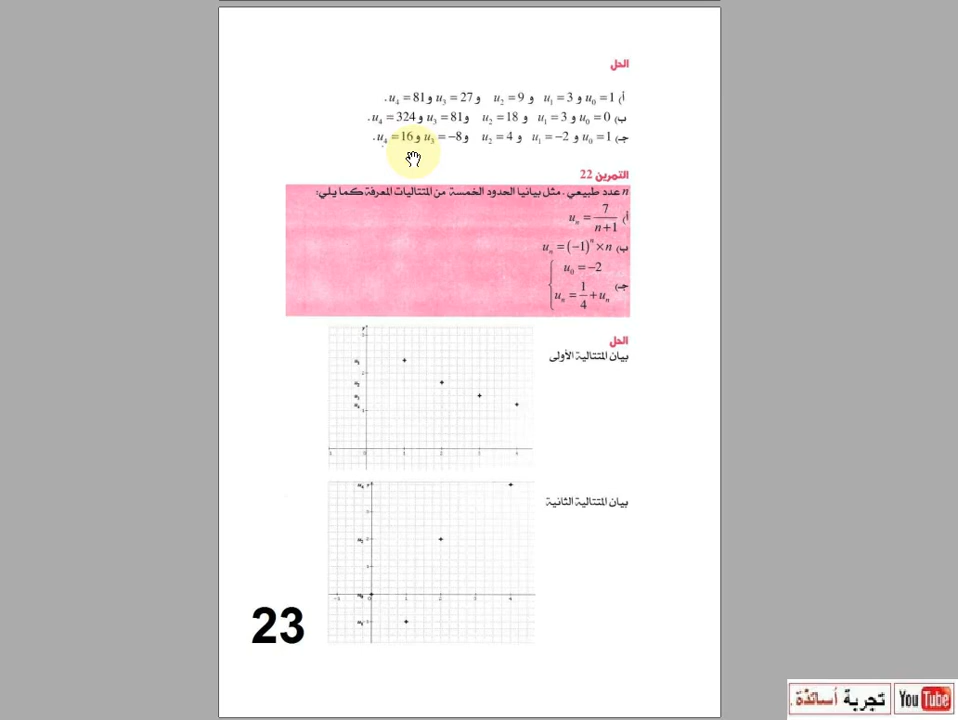 الحل
أ) u₀ = 1 و u₁ = 3 و u₂ = 9 و u₃ = 27 و u₄ = 81.
ب) u₀ = 0 و u₁ = 3 و u₂ = 18 و u₃ = 81 و u₄ = 324.
جـ) u₀ = 1 و u₁ = −2 و u₂ = 4 و u₃ = −8 و u₄ = 16.
التمرين 22
n عدد طبيعي. مثل بيانيا الحدود الخمسة من المتتاليات المعرفة كما يلي:
أ) uₙ = 7/(n+1)
ب) uₙ = (−1)ⁿ × n
جـ) { u₀ = −2
uₙ = 1/4 + uₙ
الحل
بيان المتتالية الأولى
بيان المتتالية الثانية
23
تجربة أساتذة.
YouTube